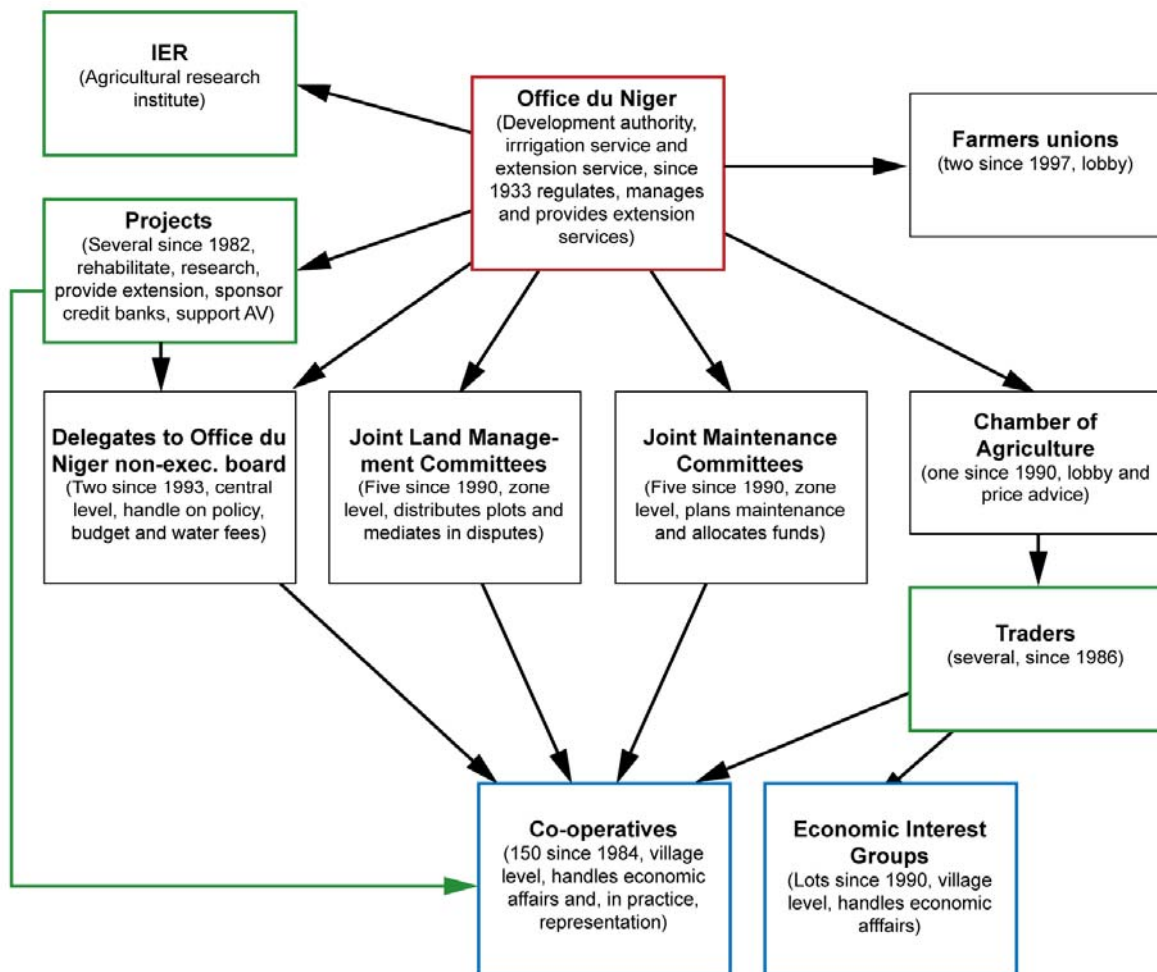 IER
(Agricultural research
institute)
Office du Niger
(Development authority,
irrrigation service and
extension service, since
1933 regulates, manages
and provides extension
services)
Farmers unions
(two since 1997, lobby)
Projects
(Several since 1982,
rehabilitate, research,
provide extension, sponsor
credit banks, support AV)
Delegates to Office du
Niger non-exec. board
(Two since 1993, central
level, handle on policy,
budget and water fees)
Joint Land Manage-
ment Committees
(Five since 1990, zone
level, distributes plots and
mediates in disputes)
Joint Maintenance
Committees
(Five since 1990, zone
level, plans maintenance
and allocates funds)
Chamber of
Agriculture
(one since 1990, lobby and
price advice)
Traders
(several, since 1986)
Co-operatives
(150 since 1984, village
level, handles economic
affairs and, in practice,
representation)
Economic Interest
Groups
(Lots since 1990, village
level, handles economic
afffairs)